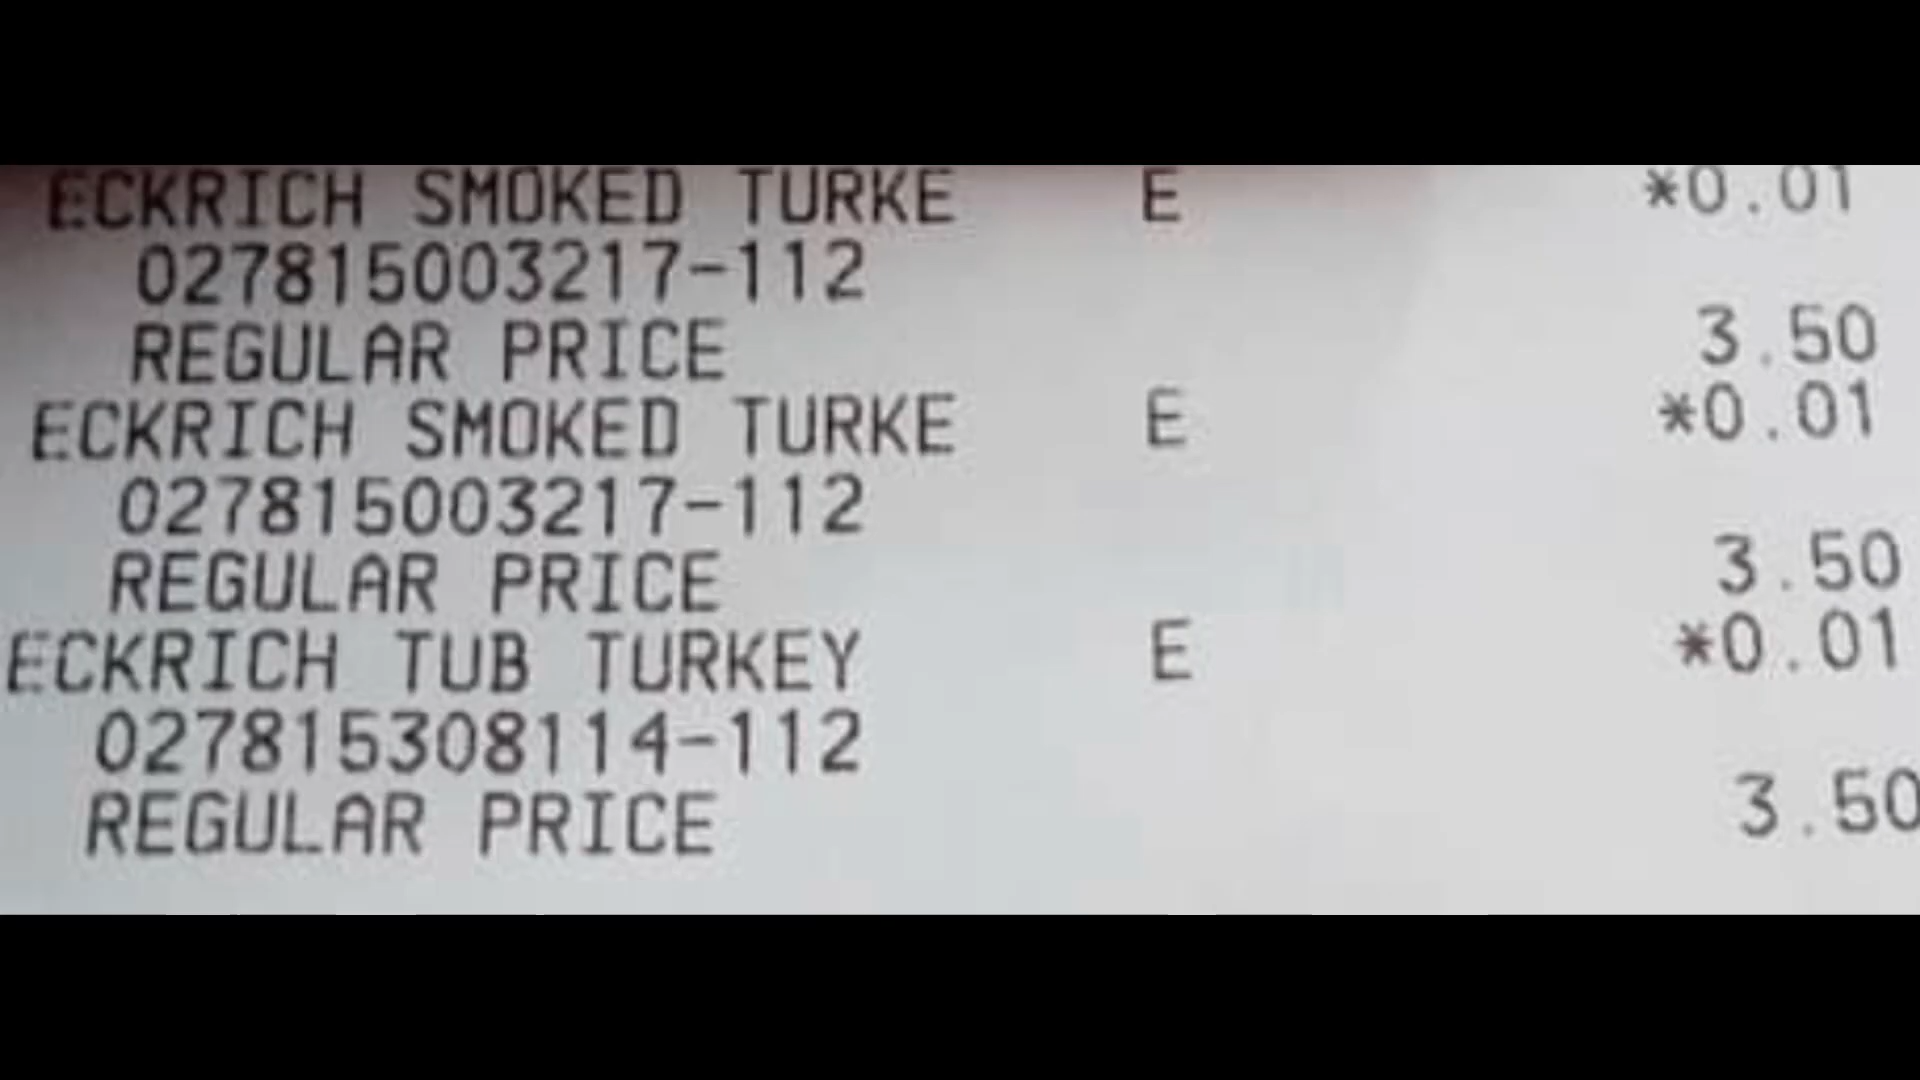 ECKRICH SMOKED TURKE E *0.01
027815003217-112
REGULAR PRICE 3.50
ECKRICH SMOKED TURKE E *0.01
027815003217-112
REGULAR PRICE 3.50
ECKRICH TUB TURKEY E *0.01
027815308114-112
REGULAR PRICE 3.50